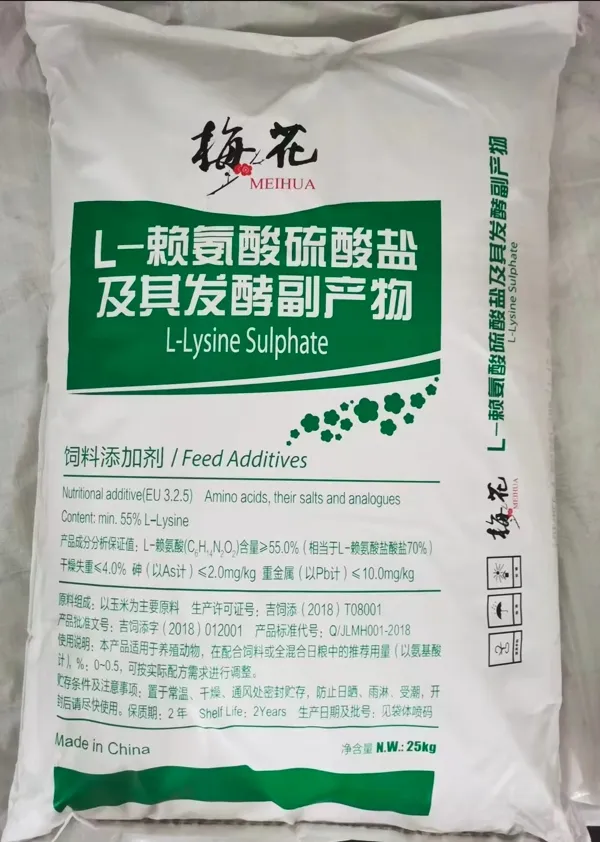 梅花
MEIHUA
L-赖氨酸硫酸盐
及其发酵副产物
L-Lysine Sulphate
饲料添加剂 / Feed Additives
Nutritional additive(EU 3.2.5) Amino acids, their salts and analogues
Content: min. 55% L-Lysine
产品成分分析保证值: L-赖氨酸(C₆H₁₄N₂O₂)含量≥55.0% (相当于L-赖氨酸盐酸盐70%)
干燥失重≤4.0% 砷 (以As计) ≤2.0mg/kg 重金属 (以Pb计) ≤10.0mg/kg
原料组成: 以玉米为主要原料 生产许可证号: 吉饲添 (2018) T08001
产品批准文号: 吉饲添字 (2018) 012001 产品标准代号: Q/JLMH001-2018
使用说明: 本产品适用于养殖动物, 在配合饲料或全混合日粮中的推荐用量 (以氨基酸
计), %: 0~0.5, 可按实际配方需求进行调整。
贮存条件及注意事项: 置于常温、干燥、通风处密封贮存, 防止日晒、雨淋、受潮, 开
封后请尽快使用。保质期: 2年 Shelf Life: 2Years 生产日期及批号: 见袋体喷码
Made in China
净含量 N.W.: 25kg
L-赖氨酸硫酸盐及其发酵副产物
L-Lysine Sulphate
梅花
MEIHUA